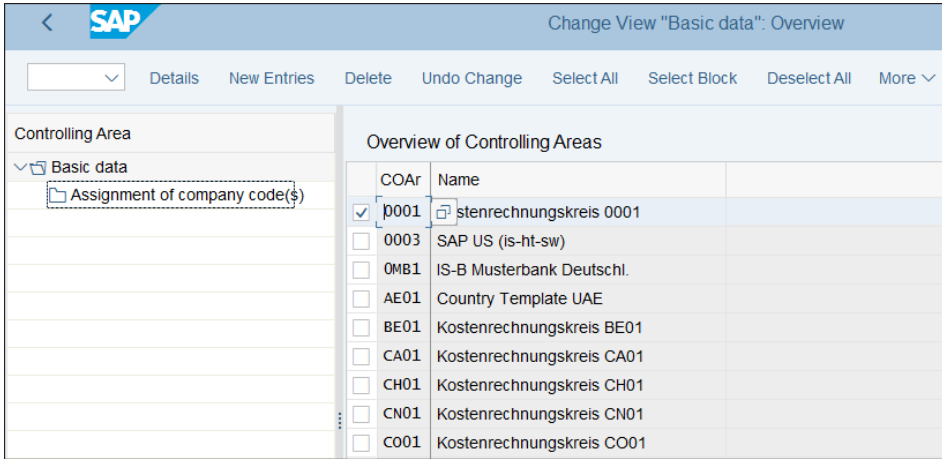 SAP
Change View "Basic data": Overview
Details New Entries Delete Undo Change Select All Select Block Deselect All More
Controlling Area
Basic data
Assignment of company code(s)
Overview of Controlling Areas
COAr Name
0001 stenrechnungskreis 0001
0003 SAP US (is-ht-sw)
0MB1 IS-B Musterbank Deutschl.
AE01 Country Template UAE
BE01 Kostenrechnungskreis BE01
CA01 Kostenrechnungskreis CA01
CH01 Kostenrechnungskreis CH01
CN01 Kostenrechnungskreis CN01
CO01 Kostenrechnungskreis CO01